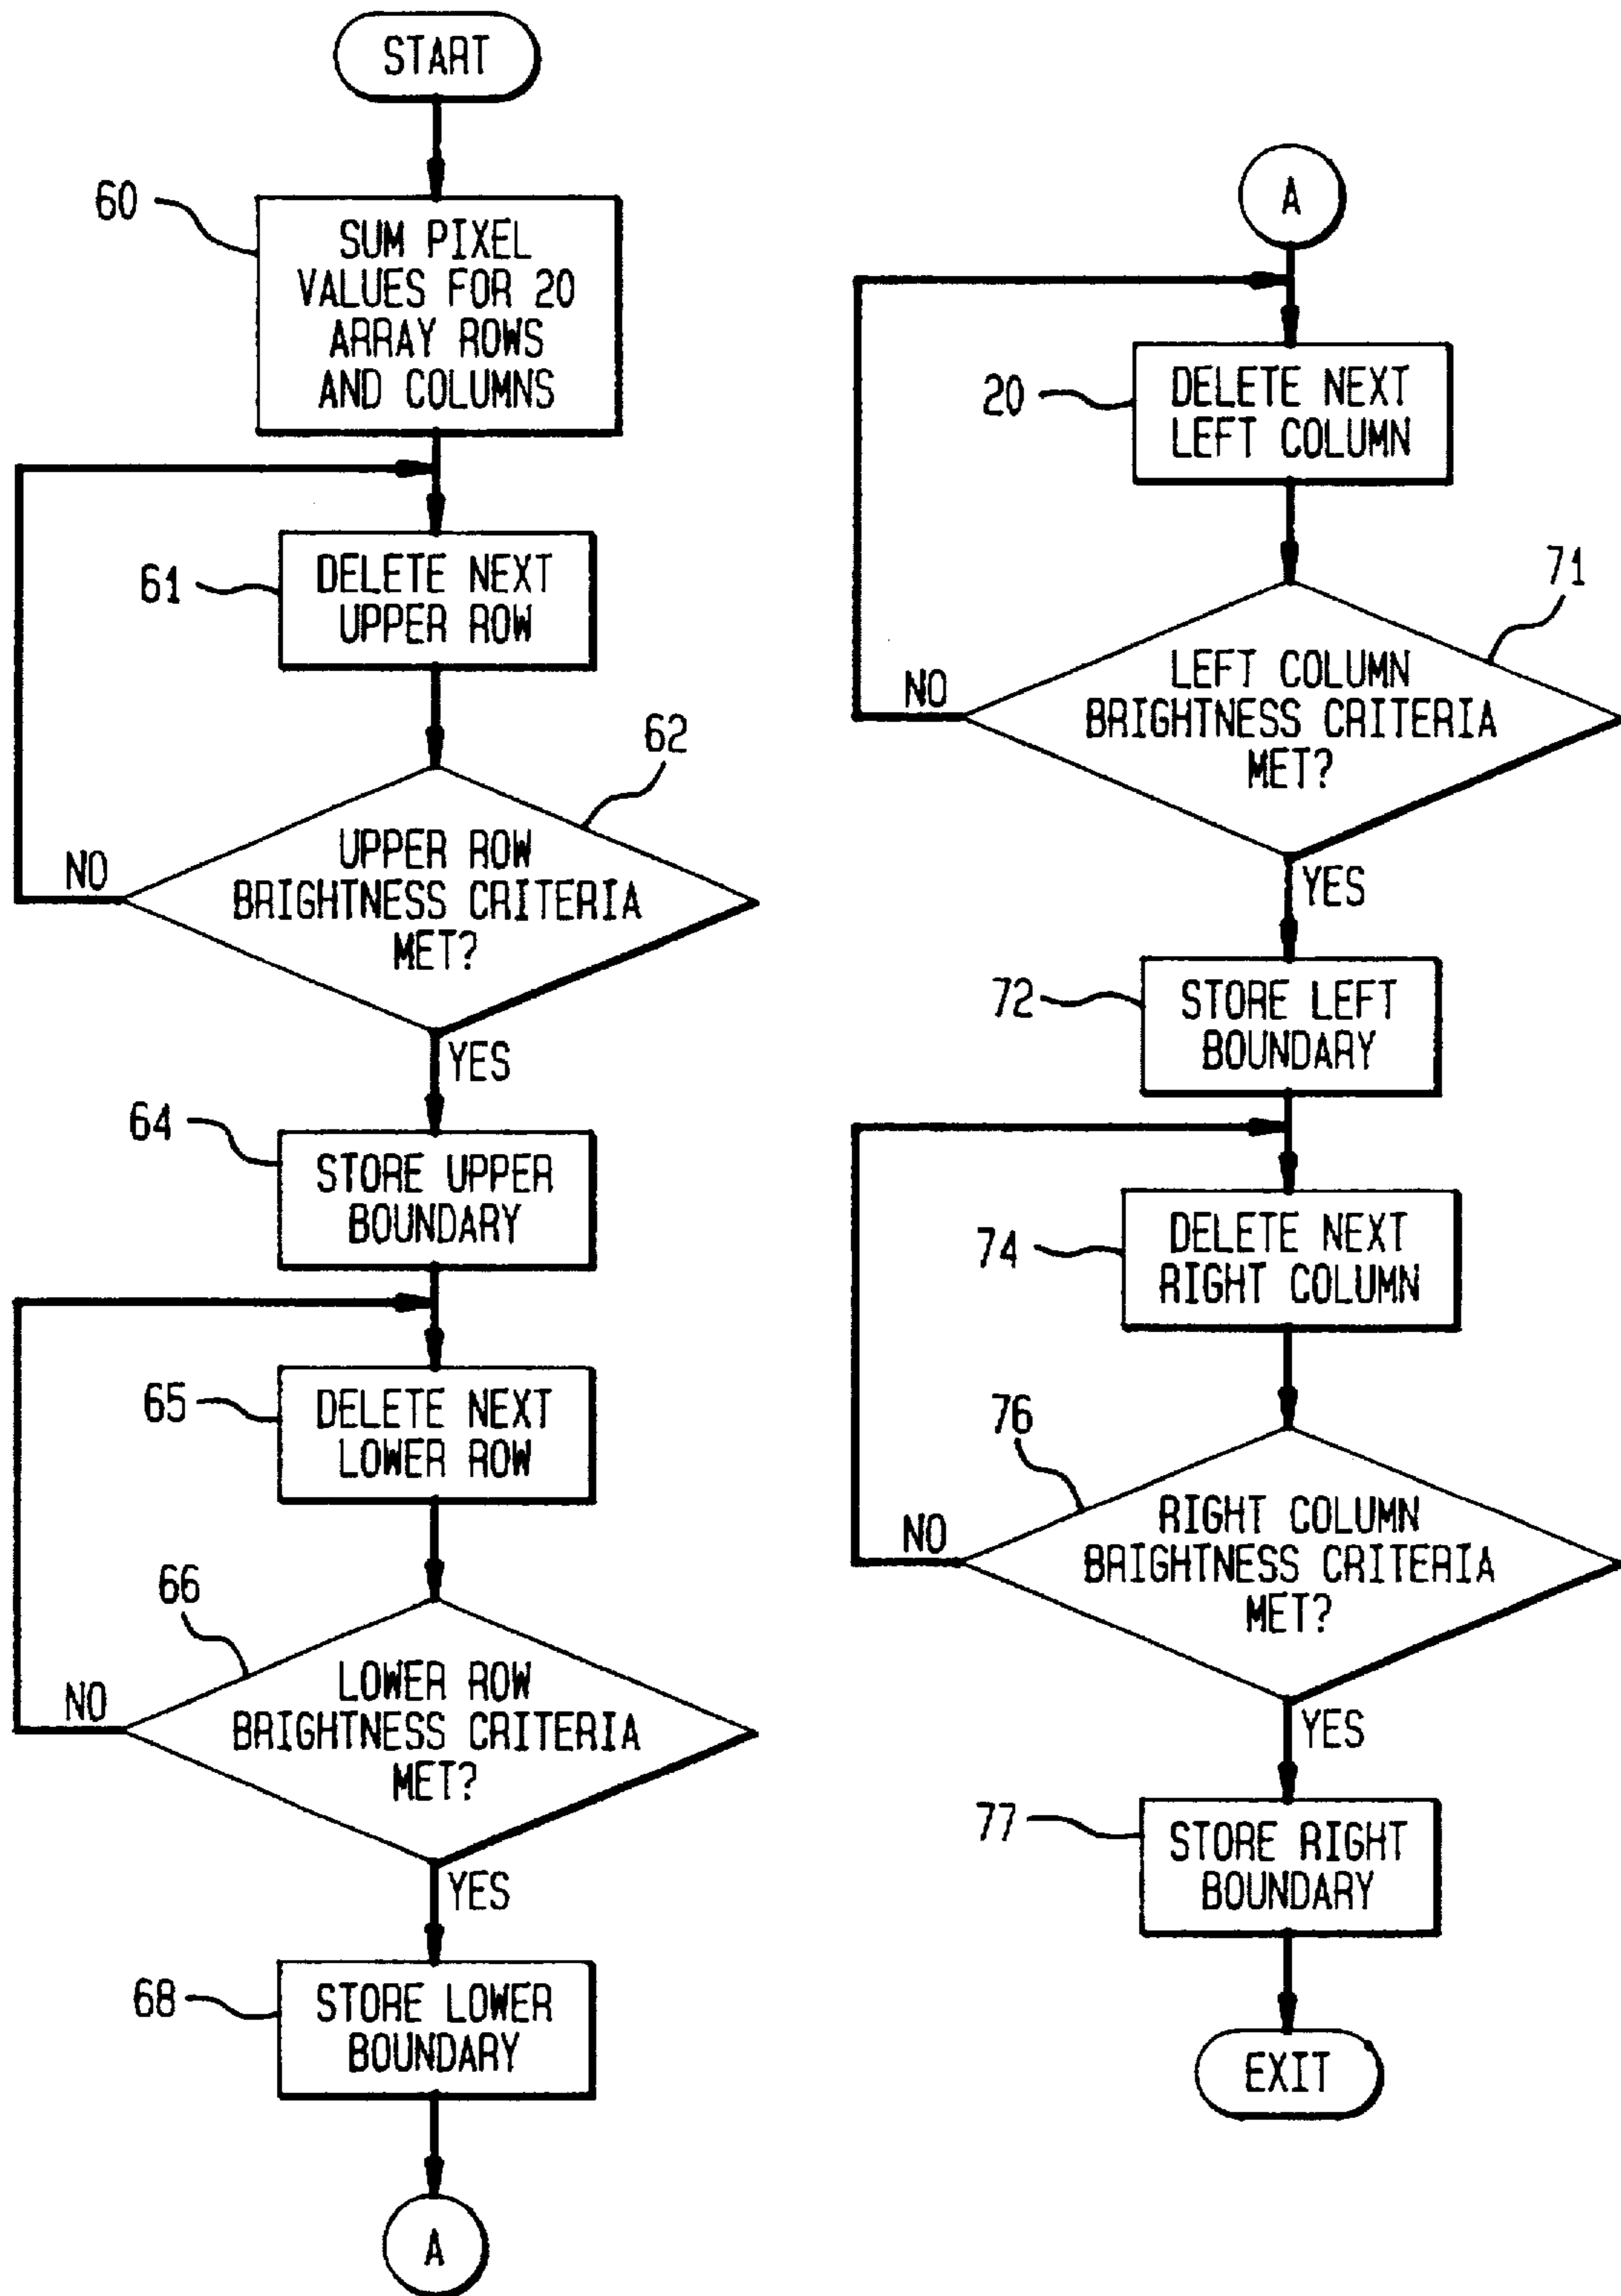 START
60
SUM PIXEL
VALUES FOR 20
ARRAY ROWS
AND COLUMNS
61
DELETE NEXT
UPPER ROW
62
UPPER ROW
BRIGHTNESS CRITERIA
MET?
NO
YES
64
STORE UPPER
BOUNDARY
65
DELETE NEXT
LOWER ROW
66
LOWER ROW
BRIGHTNESS CRITERIA
MET?
NO
YES
68
STORE LOWER
BOUNDARY
A
A
20
DELETE NEXT
LEFT COLUMN
71
LEFT COLUMN
BRIGHTNESS CRITERIA
MET?
NO
YES
72
STORE LEFT
BOUNDARY
74
DELETE NEXT
RIGHT COLUMN
76
RIGHT COLUMN
BRIGHTNESS CRITERIA
MET?
NO
YES
77
STORE RIGHT
BOUNDARY
EXIT